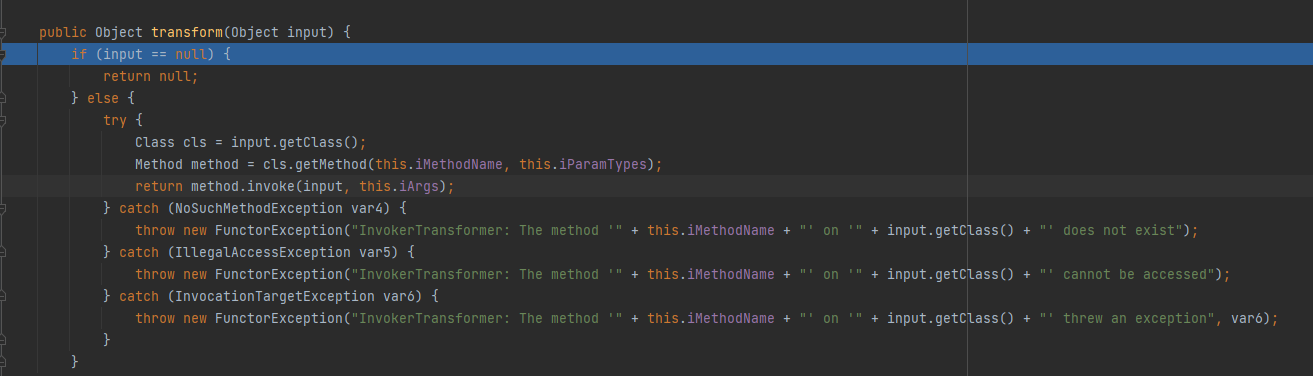 public Object transform(Object input) {
if (input == null) {
return null;
} else {
try {
Class cls = input.getClass();
Method method = cls.getMethod(this.iMethodName, this.iParamTypes);
return method.invoke(input, this.iArgs);
} catch (NoSuchMethodException var4) {
throw new FunctorException("InvokerTransformer: The method '" + this.iMethodName + "' on '" + input.getClass() + "' does not exist");
} catch (IllegalAccessException var5) {
throw new FunctorException("InvokerTransformer: The method '" + this.iMethodName + "' on '" + input.getClass() + "' cannot be accessed");
} catch (InvocationTargetException var6) {
throw new FunctorException("InvokerTransformer: The method '" + this.iMethodName + "' on '" + input.getClass() + "' threw an exception", var6);
}
}